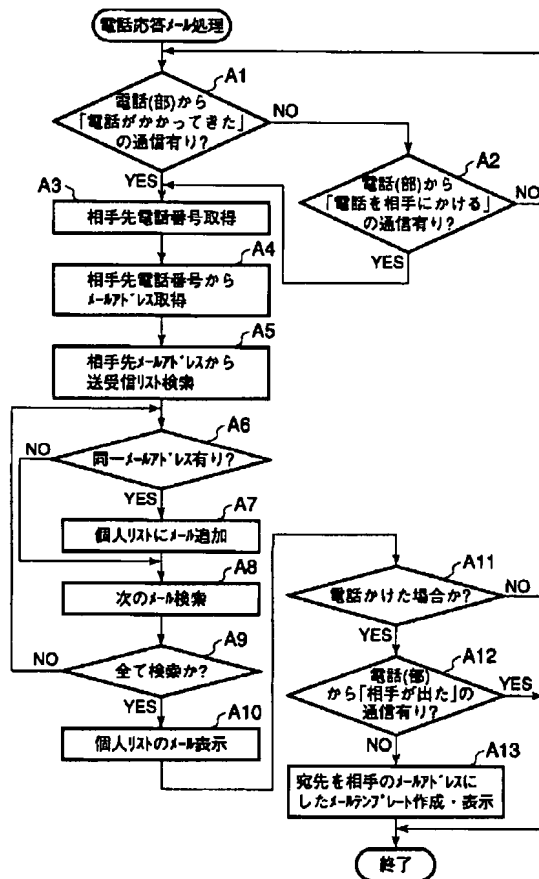 電話応答メール処理
A1
電話(部)から
「電話がかかってきた」
の通信有り?
NO
YES
A2
電話(部)から
「電話を相手にかける」
の通信有り?
NO
YES
A3
相手先電話番号取得
A4
相手先電話番号から
メールアドレス取得
A5
相手先メールアドレスから
送受信リスト検索
A6
同一メールアドレス有り?
NO
YES
A7
個人リストにメール追加
A8
次のメール検索
A9
全て検索か?
NO
YES
A10
個人リストのメール表示
A11
電話かけた場合か?
NO
YES
A12
電話(部)
から「相手が出た」の
通信有り?
YES
NO
A13
宛先を相手のメールアドレスに
したメールテンプレート作成・表示
終了